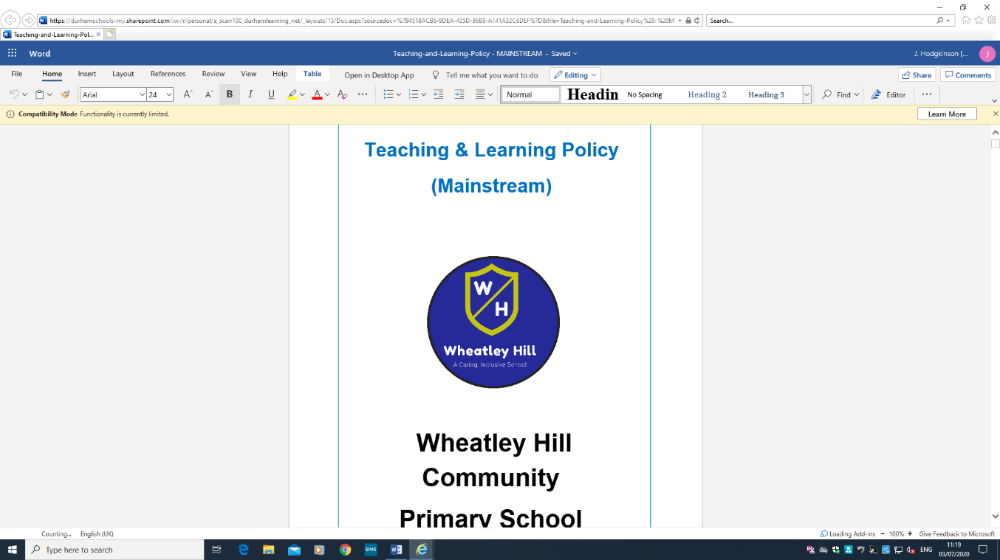 https://durhamschools-my.sharepoint.com/:w:/r/personal/a_scarr100_durhamlearning_net/_layouts/15/Doc.aspx?sourcedoc=%7B4518ACB6-9DEA-435D-96B8-A141A32C6DEF%7D&file=Teaching-and-Learning-Policy%20-%20M
Search...
Teaching-and-Learning-Pol...
Word
Teaching-and-Learning-Policy - MAINSTREAM - Saved
J. Hodgkinson [...
J
File Home Insert Layout References Review View Help Table Open in Desktop App Tell me what you want to do Editing Share Comments
Arial 24 A A B I U A A Normal Headin No Spacing Heading 2 Heading 3 Find Editor
Compatibility Mode Functionality is currently limited. Learn More
Teaching & Learning Policy
(Mainstream)
W
H
Wheatley Hill
A Caring, Inclusive School
Wheatley Hill
Community
Primary School
Counting... English (UK) Loading Add-ins - 100% + Give Feedback to Microsoft
Type here to search
SIMS
ENG
11:19
03/07/2020